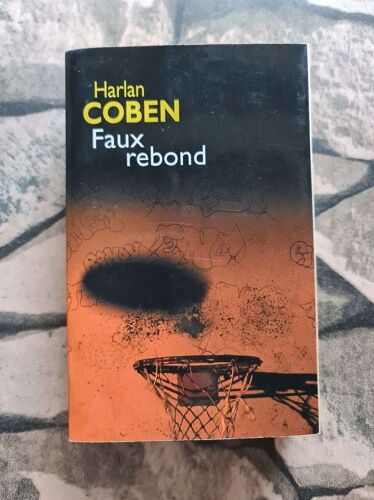 Harlan
COBEN
Faux
rebond